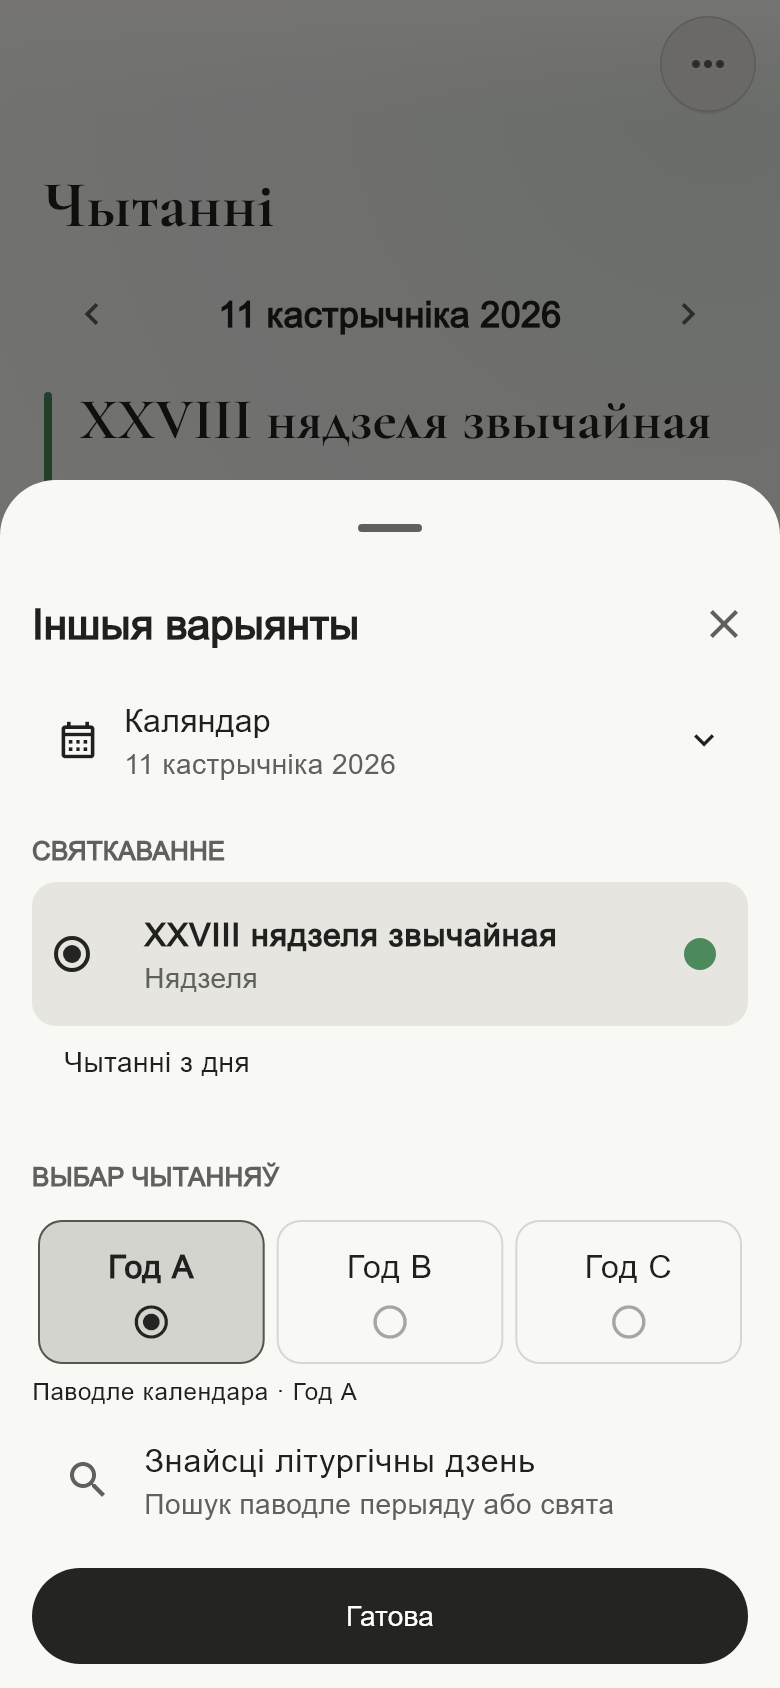 Чытанні
11 кастрычніка 2026
XXVIII нядзеля звычайная
Іншыя варыянты
Каляндар
11 кастрычніка 2026
СВЯТКАВАННЕ
XXVIII нядзеля звычайная
Нядзеля
Чытанні з дня
ВЫБАР ЧЫТАННЯЎ
Год A Год B Год C
Паводле календара · Год A
Знайсці літургічны дзень
Пошук паводле перыяду або свята
Гатова